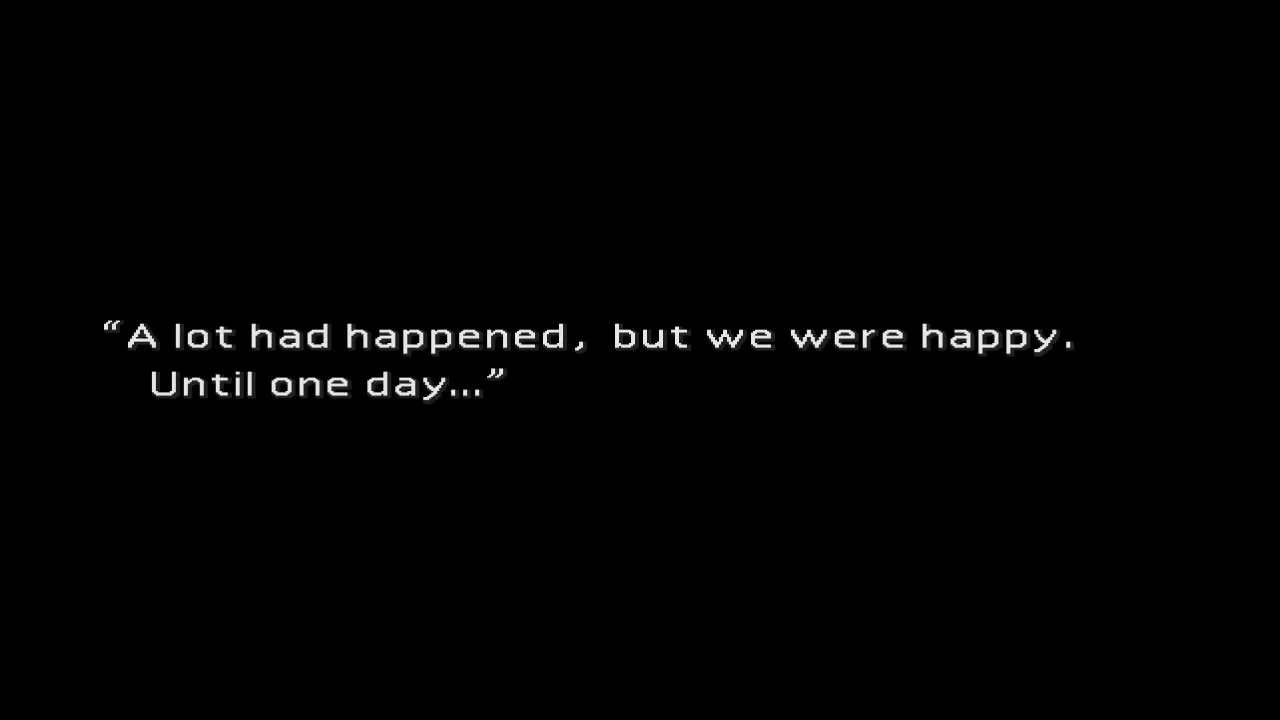 “A lot had happened, but we were happy.
Until one day…”